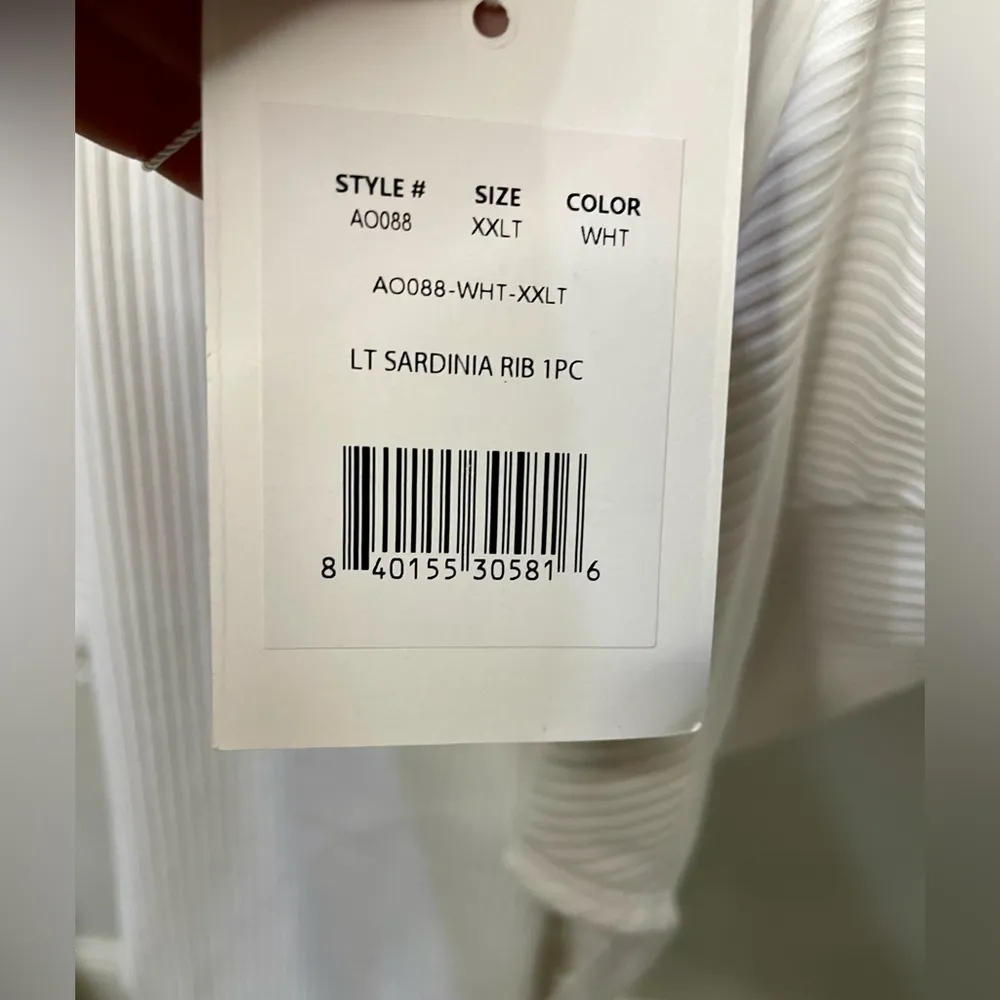 STYLE # SIZE COLOR
AO088 XXLT WHT
AO088-WHT-XXLT
LT SARDINIA RIB 1PC
8 40155 30581 6